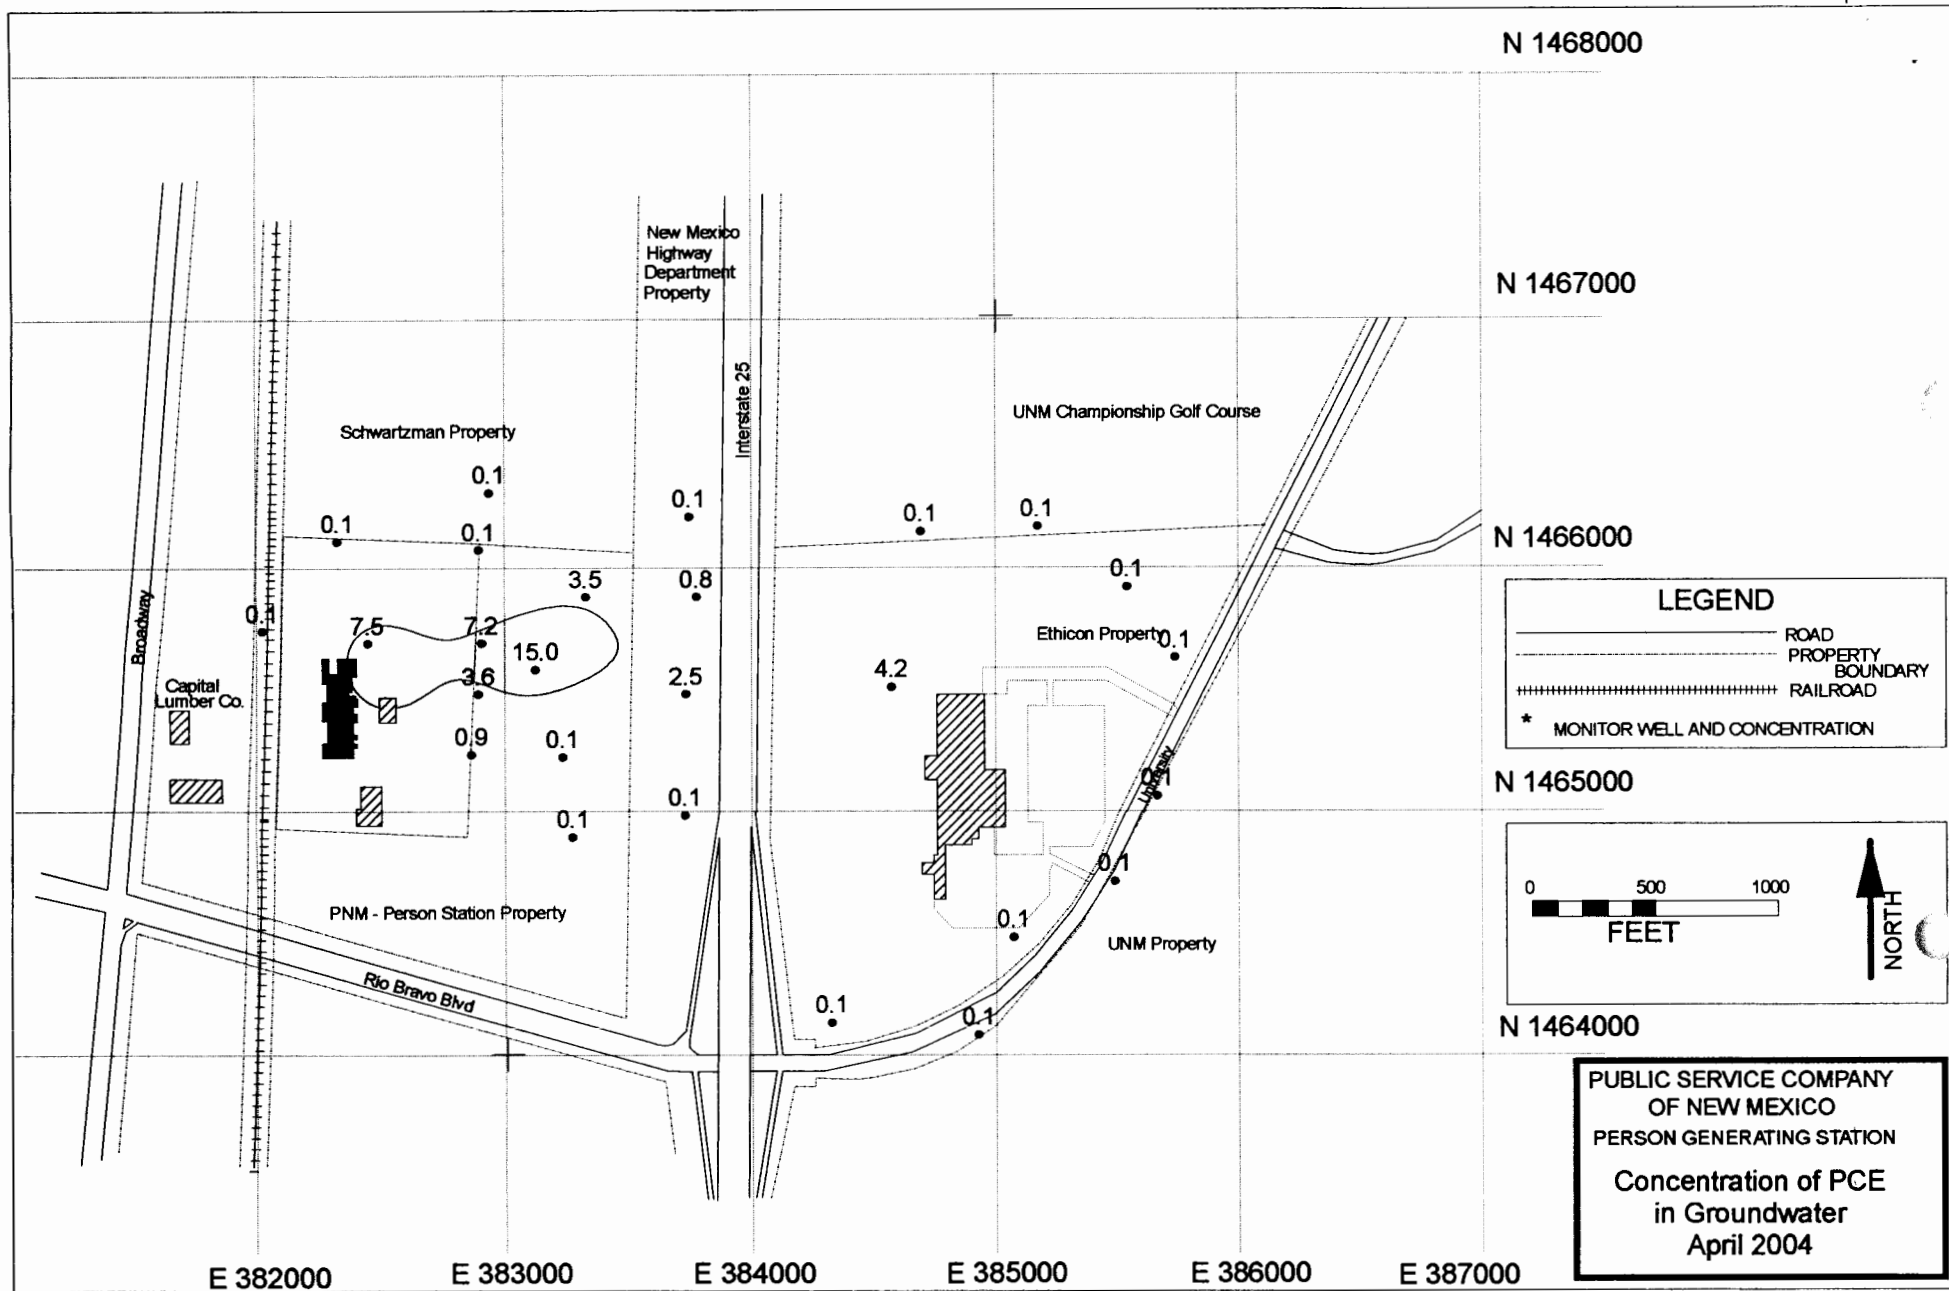 N 1468000
New Mexico
Highway
Department
Property
N 1467000
Interstate 25
UNM Championship Golf Course
Schwartzman Property
0.1
0.1
0.1
0.1
0.1
0.1
0.1
N 1466000
3.5
0.8
0.1
LEGEND
ROAD
PROPERTY
BOUNDARY
RAILROAD
* MONITOR WELL AND CONCENTRATION
Broadway
0.1
7.5
7.2
15.0
3.6
2.5
4.2
Ethicon Property
0.1
Capital
Lumber Co.
0.9
0.1
0.1
0.1
0.1
University
N 1465000
0.1
0.1
PNM - Person Station Property
UNM Property
0 500 1000
FEET
NORTH
Rio Bravo Blvd
0.1
0.1
N 1464000
PUBLIC SERVICE COMPANY
OF NEW MEXICO
PERSON GENERATING STATION
Concentration of PCE
in Groundwater
April 2004
E 382000
E 383000
E 384000
E 385000
E 386000
E 387000